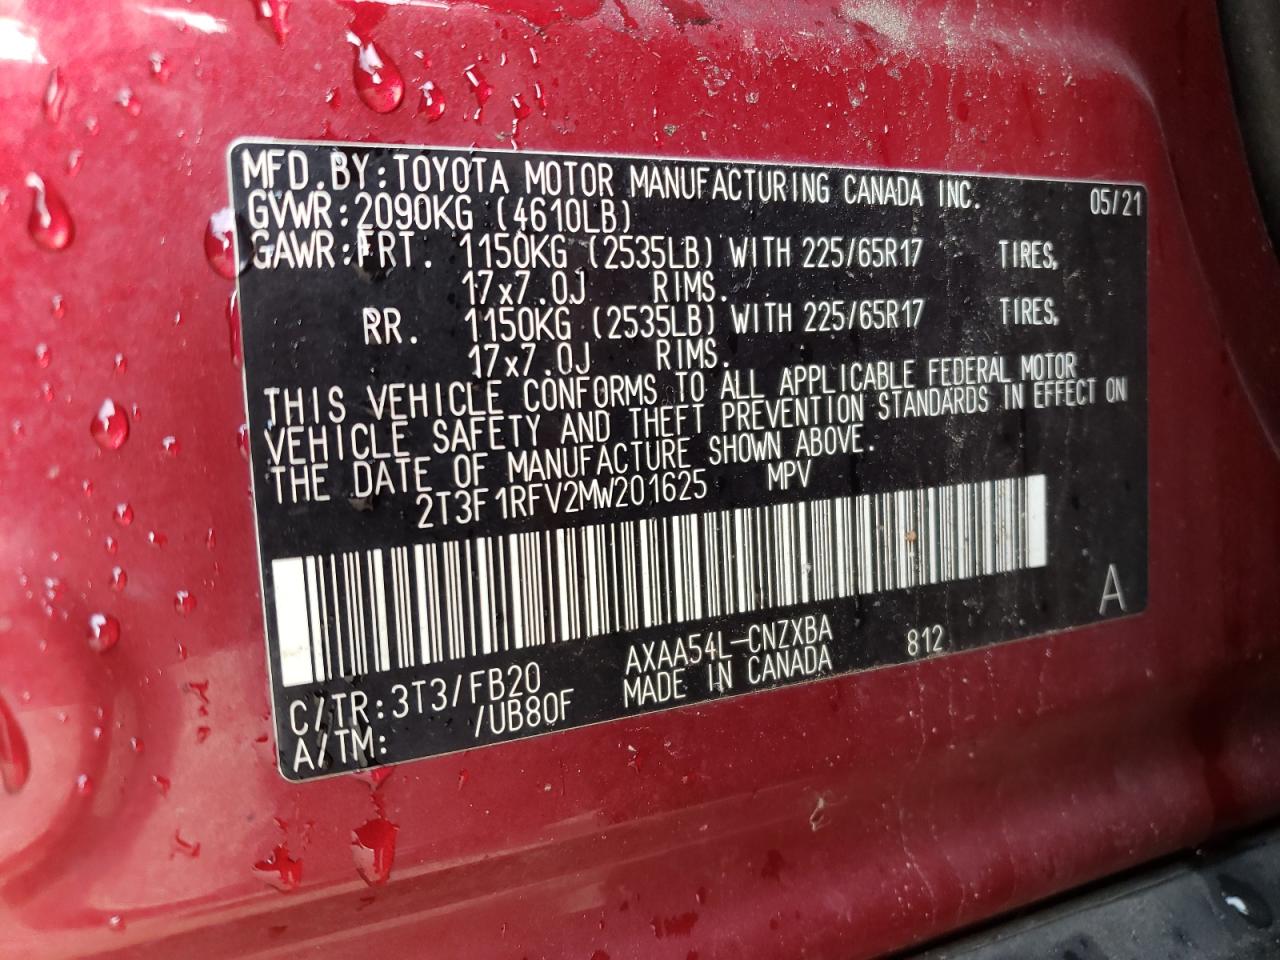 MFD.BY:TOYOTA MOTOR MANUFACTURING CANADA INC. 05/21
GVWR:2090KG (4610LB)
GAWR:FRT. 1150KG (2535LB) WITH 225/65R17 TIRES,
17x7.0J RIMS.
RR. 1150KG (2535LB) WITH 225/65R17 TIRES,
17x7.0J RIMS.
THIS VEHICLE CONFORMS TO ALL APPLICABLE FEDERAL MOTOR
VEHICLE SAFETY AND THEFT PREVENTION STANDARDS IN EFFECT ON
THE DATE OF MANUFACTURE SHOWN ABOVE.
2T3F1RFV2MW201625 MPV
A
C/TR:3T3/FB20 AXAA54L-CNZXBA 812
A/TM: /UB80F MADE IN CANADA